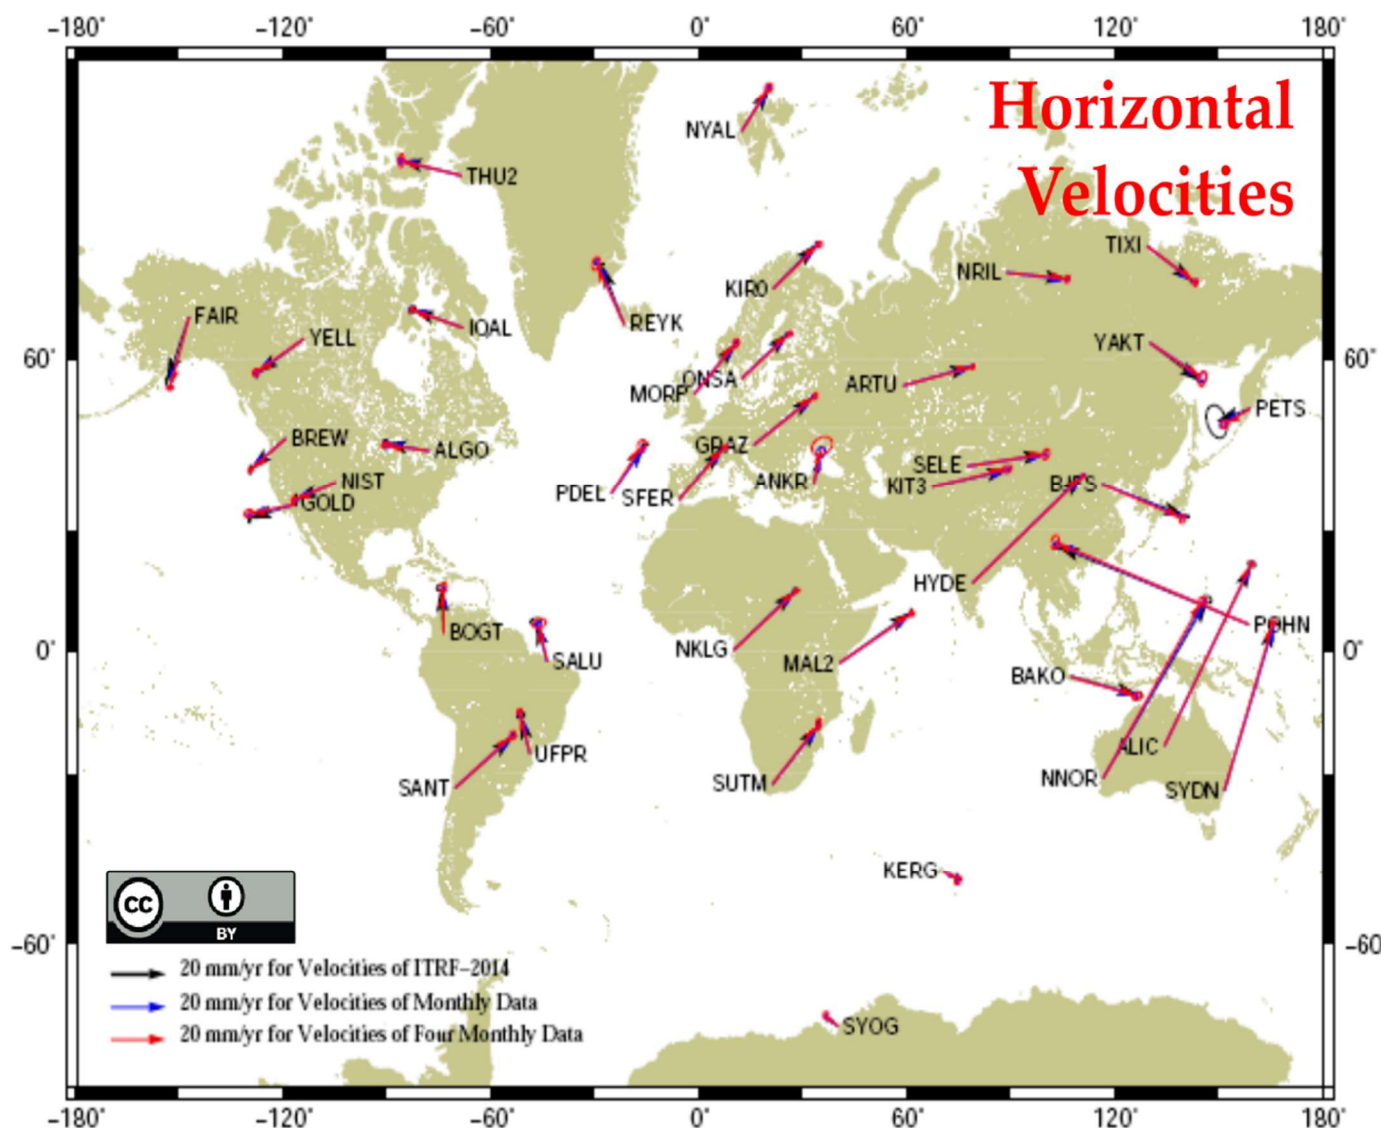 −180° −120° −60° 0° 60° 120° 180°
Horizontal
Velocities
NYAL
THU2
TIXI
NRIL
KIR0
FAIR
REYK
IQAL
YELL
YAKT
60° 60°
ONSA
ARTU
MORP
PETS
BREW
GRAZ
ALGO
SELE
NIST
ANKR
KIT3
BJFS
PDEL
SFER
GOLD
HYDE
BOGT
POHN
0° 0°
NKLG
SALU
MAL2
BAKO
ALIC
UFPR
NNOR
SUTM
SANT
SYDN
KERG
CC
BY
−60° −60
20 mm/yr for Velocities of ITRF−2014
20 mm/yr for Velocities of Monthly Data
20 mm/yr for Velocities of Four Monthly Data
SYOG
−180° −120° −60° 0° 60° 120° 180°